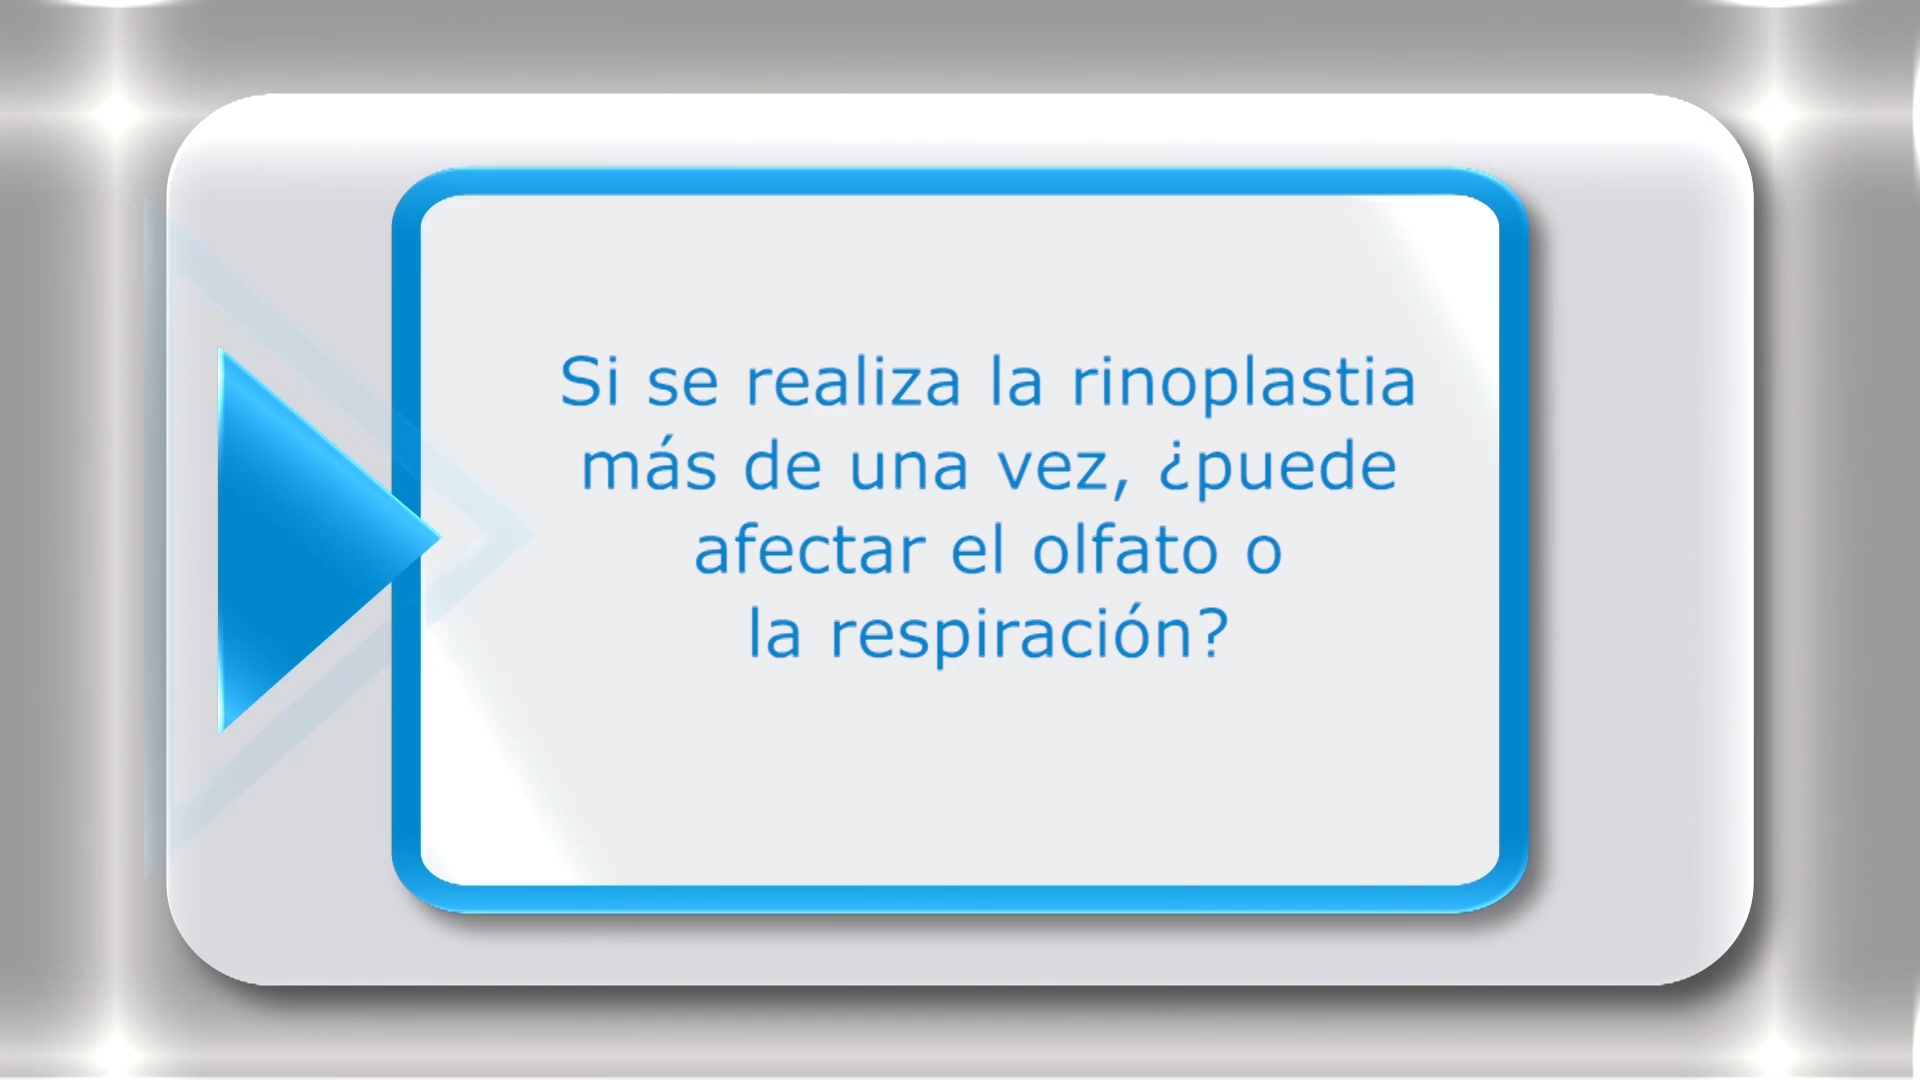 Si se realiza la rinoplastia
más de una vez, ¿puede
afectar el olfato o
la respiración?